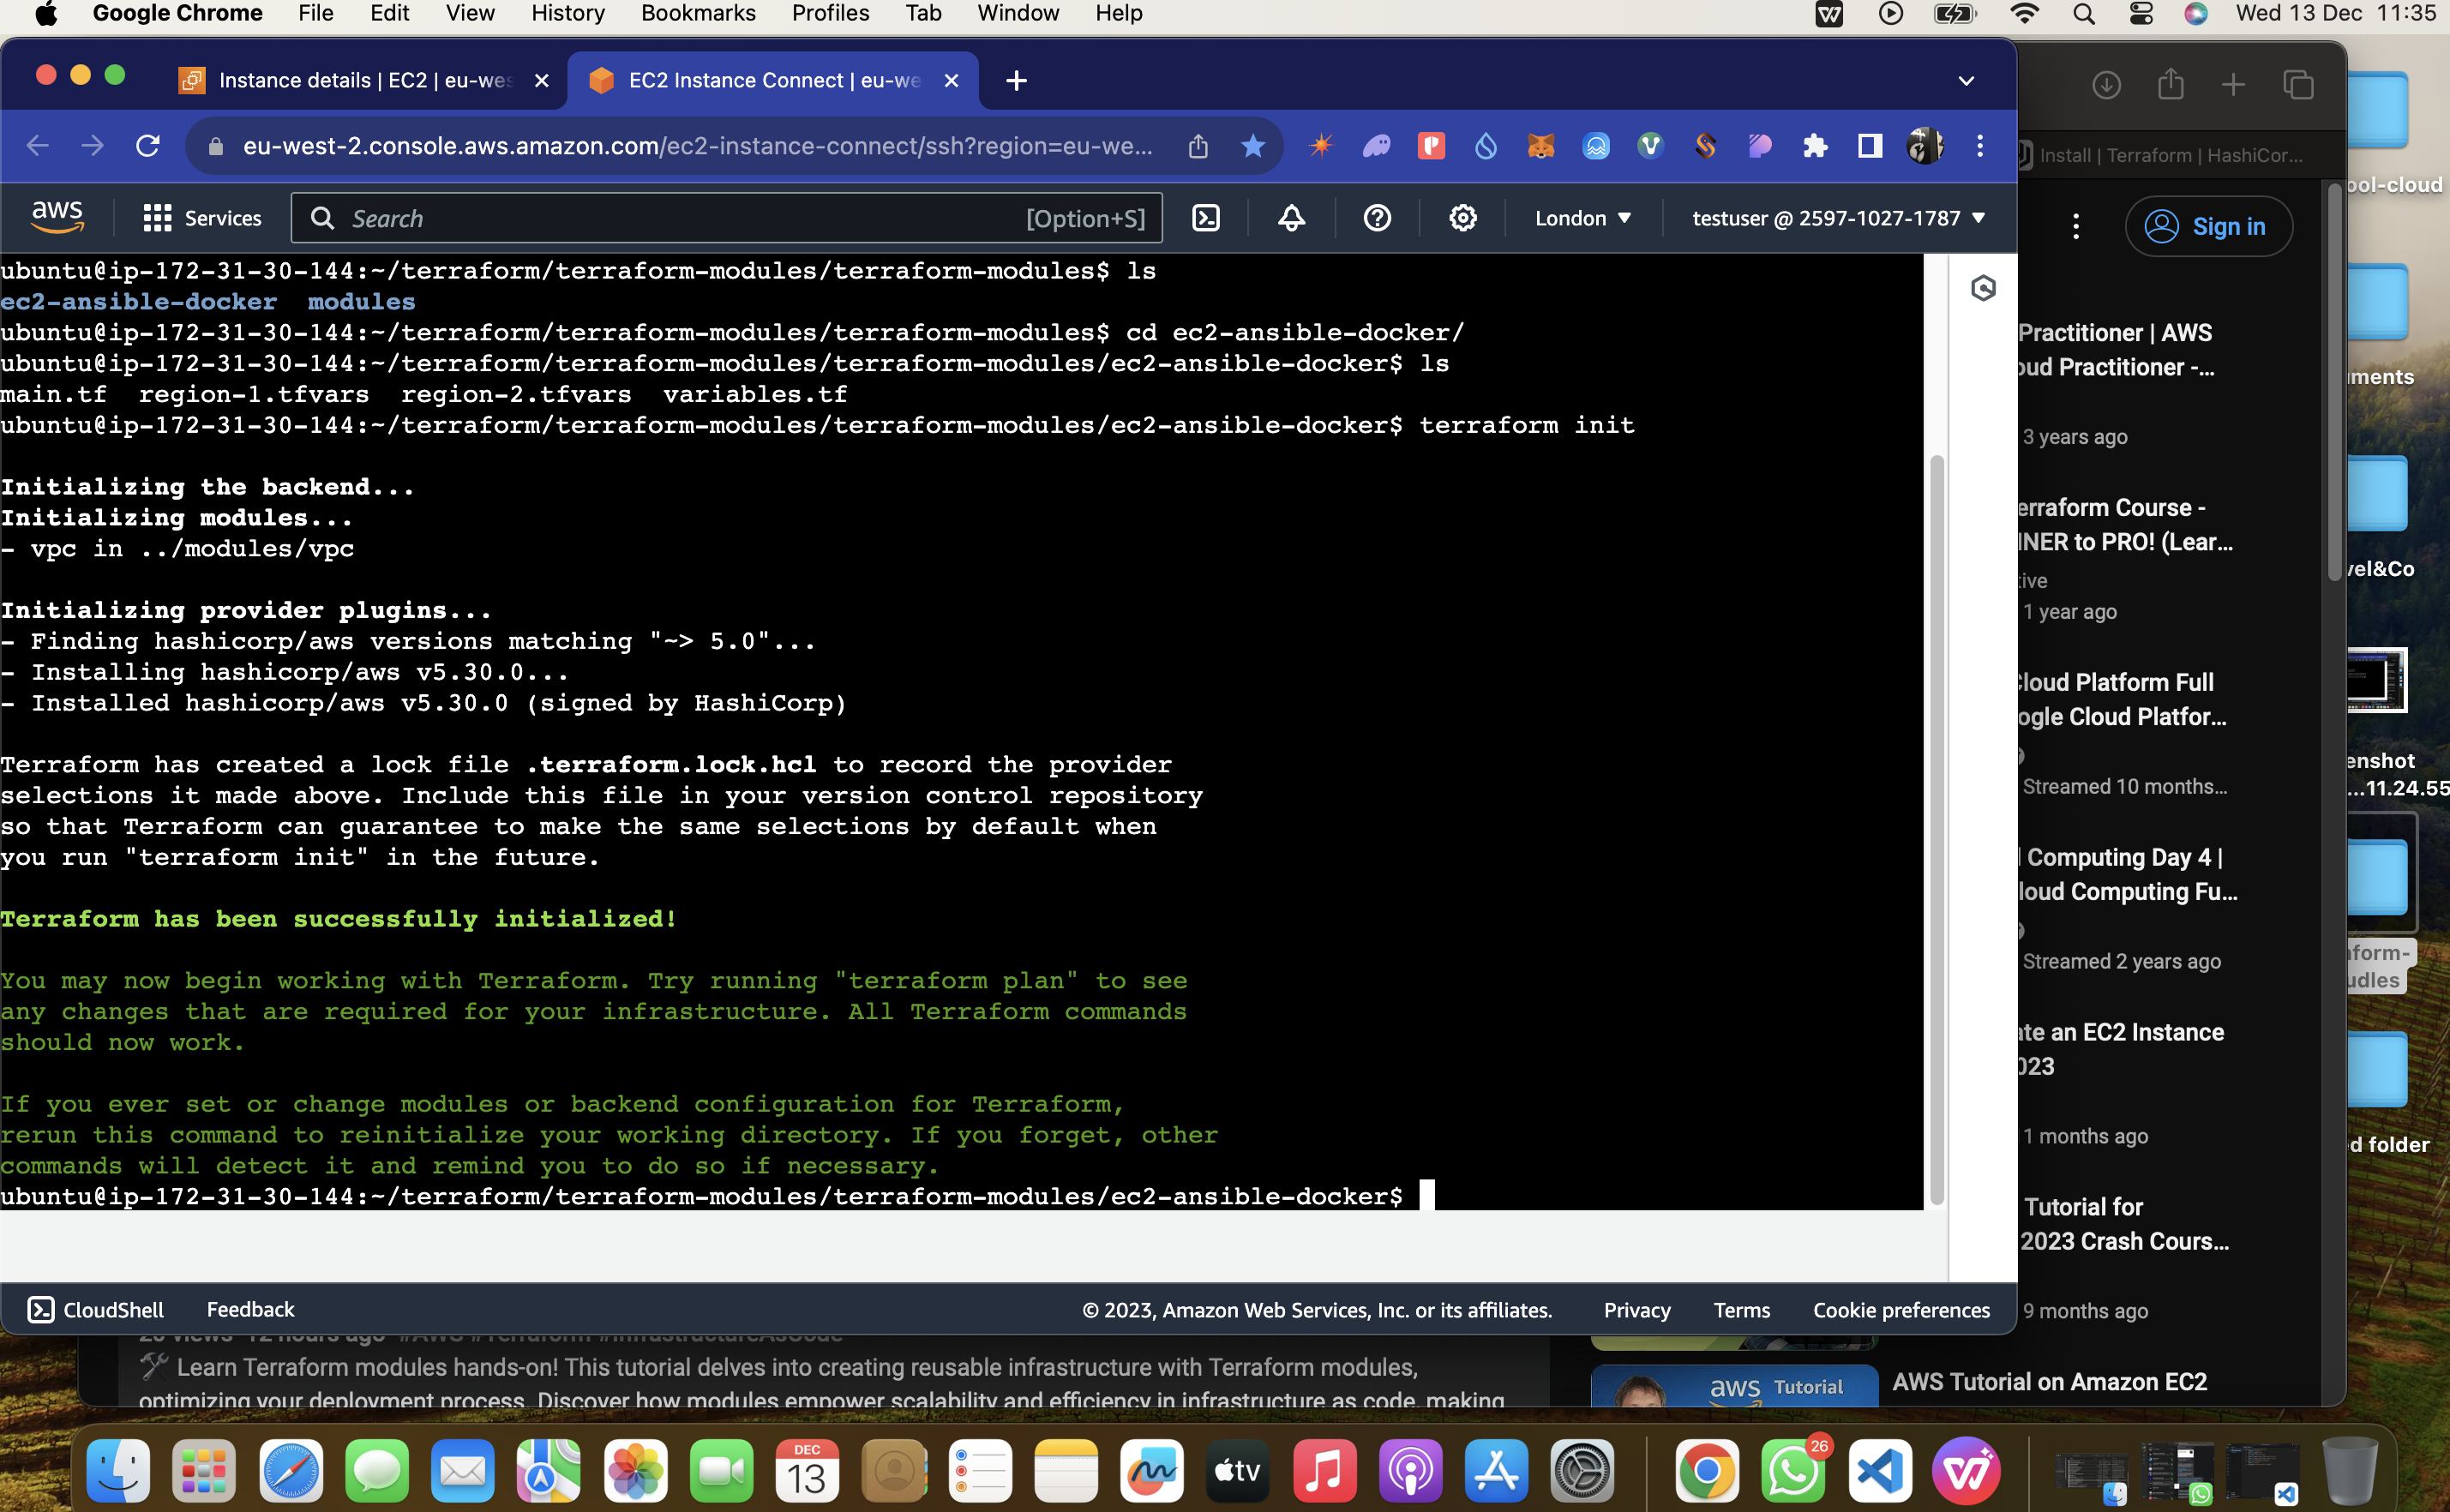 Google Chrome File Edit View History Bookmarks Profiles Tab Window Help
Wed 13 Dec 11:35
Instance details | EC2 | eu-wes
EC2 Instance Connect | eu-we
eu-west-2.console.aws.amazon.com/ec2-instance-connect/ssh?region=eu-we...
aws Services Search [Option+S] London testuser @ 2597-1027-1787
ubuntu@ip-172-31-30-144:~/terraform/terraform-modules/terraform-modules$ ls
ec2-ansible-docker modules
ubuntu@ip-172-31-30-144:~/terraform/terraform-modules/terraform-modules$ cd ec2-ansible-docker/
ubuntu@ip-172-31-30-144:~/terraform/terraform-modules/terraform-modules/ec2-ansible-docker$ ls
main.tf region-1.tfvars region-2.tfvars variables.tf
ubuntu@ip-172-31-30-144:~/terraform/terraform-modules/terraform-modules/ec2-ansible-docker$ terraform init
Initializing the backend...
Initializing modules...
- vpc in ../modules/vpc
Initializing provider plugins...
- Finding hashicorp/aws versions matching "~> 5.0"...
- Installing hashicorp/aws v5.30.0...
- Installed hashicorp/aws v5.30.0 (signed by HashiCorp)
Terraform has created a lock file .terraform.lock.hcl to record the provider
selections it made above. Include this file in your version control repository
so that Terraform can guarantee to make the same selections by default when
you run "terraform init" in the future.
Terraform has been successfully initialized!
You may now begin working with Terraform. Try running "terraform plan" to see
any changes that are required for your infrastructure. All Terraform commands
should now work.
If you ever set or change modules or backend configuration for Terraform,
rerun this command to reinitialize your working directory. If you forget, other
commands will detect it and remind you to do so if necessary.
ubuntu@ip-172-31-30-144:~/terraform/terraform-modules/terraform-modules/ec2-ansible-docker$
CloudShell Feedback © 2023, Amazon Web Services, Inc. or its affiliates. Privacy Terms Cookie preferences
Install | Terraform | HashiCor...
Sign in
Practitioner | AWS
oud Practitioner -...
3 years ago
erraform Course -
INER to PRO! (Lear...
tive
1 year ago
Cloud Platform Full
ogle Cloud Platfor...
Streamed 10 months...
Computing Day 4 |
loud Computing Fu...
Streamed 2 years ago
ate an EC2 Instance
023
1 months ago
Tutorial for
2023 Crash Cours...
9 months ago
AWS Tutorial on Amazon EC2
aws Tutorial
ool-cloud
uments
vel&Co
enshot
...11.24.55
aform-
udles
d folder
20 views 12 hours ago #AWS #Terraform #InfrastructureAsCode
Learn Terraform modules hands-on! This tutorial delves into creating reusable infrastructure with Terraform modules,
optimizing your deployment process. Discover how modules empower scalability and efficiency in infrastructure as code, making
DEC
13
tv
26